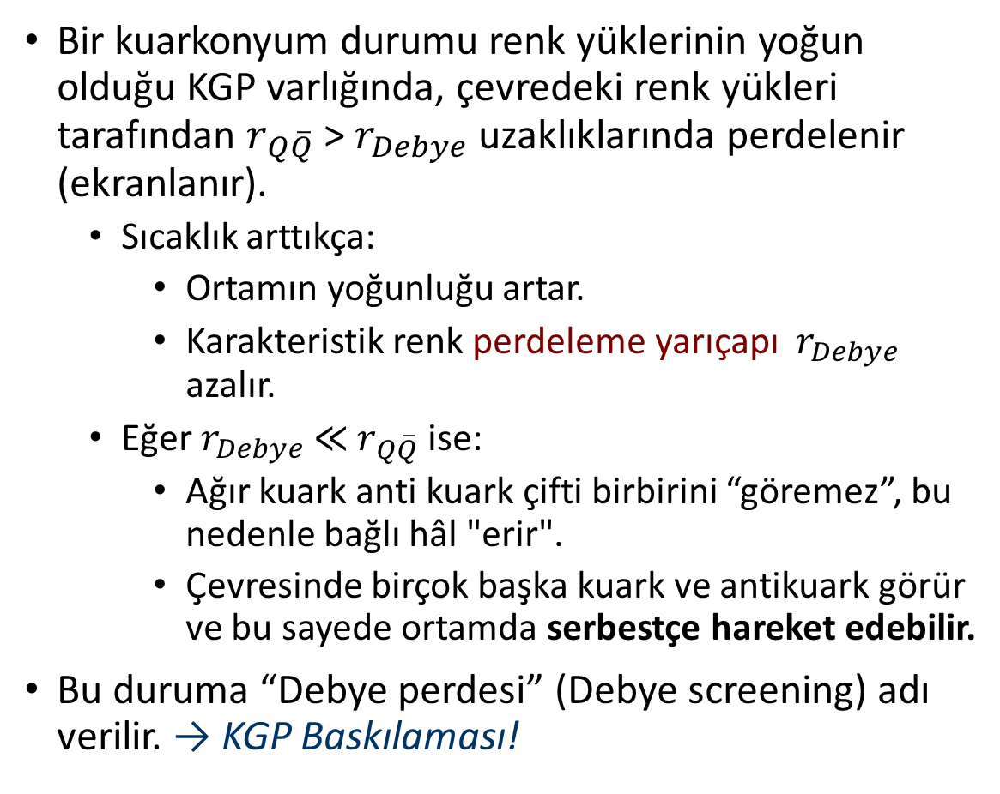 • Bir kuarkonyum durumu renk yüklerinin yoğun
olduğu KGP varlığında, çevredeki renk yükleri
tarafından r_{QQ̄} > r_{Debye} uzaklıklarında perdelenir
(ekranlanır).
• Sıcaklık arttıkça:
• Ortamın yoğunluğu artar.
• Karakteristik renk perdeleme yarıçapı r_{Debye}
azalır.
• Eğer r_{Debye} ≪ r_{QQ̄} ise:
• Ağır kuark anti kuark çifti birbirini “göremez”, bu
nedenle bağlı hâl "erir".
• Çevresinde birçok başka kuark ve antikuark görür
ve bu sayede ortamda serbestçe hareket edebilir.
• Bu duruma “Debye perdesi” (Debye screening) adı
verilir. → KGP Baskılaması!